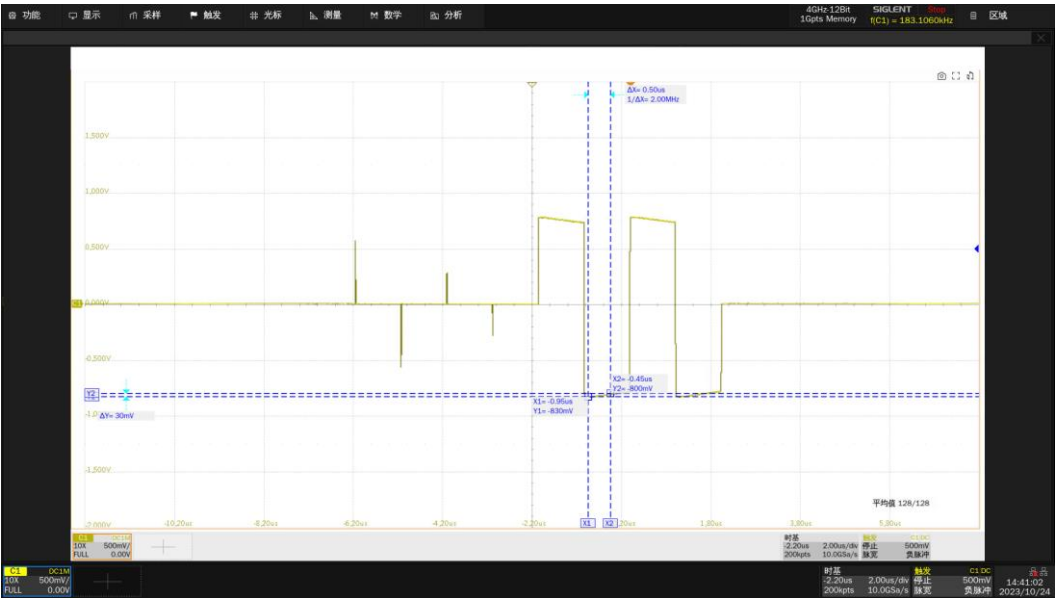 功能 显示 采样 触发 光标 测量 数学 分析
4GHz-12Bit SIGLENT Stop 区域
1Gpts Memory f(C1) = 183.1060kHz
ΔX= 0.50us
1/ΔX= 2.00MHz
1.500V
1.000V
0.500V
C1 0.000V
-0.500V
X2= -0.45us
Y2= -800mV
Y2
X1= -0.95us
Y1= -830mV
-1.0
ΔY= 30mV
-1.500V
平均值 128/128
-2.000V -10.20us -8.20us -6.20us -4.20us -2.20us X1 X2 .20us 1.80us 3.80us 5.80us
C1 DC1M
10X 500mV/
FULL 0.00V
时基 触发 C1 DC
-2.20us 2.00us/div 停止 500mV
200kpts 10.0GSa/s 脉宽 负脉冲
C1 DC1M
10X 500mV/
FULL 0.00V
时基 触发 C1 DC
-2.20us 2.00us/div 停止 500mV
200kpts 10.0GSa/s 脉宽 负脉冲
14:41:02
2023/10/24